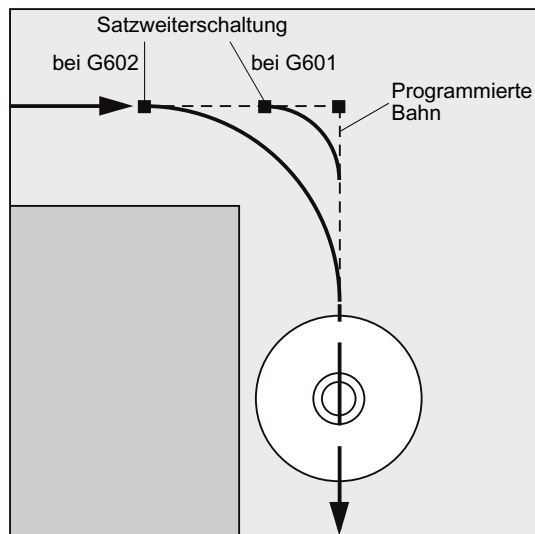 Satzweiterschaltung
bei G602
bei G601
Programmierte
Bahn